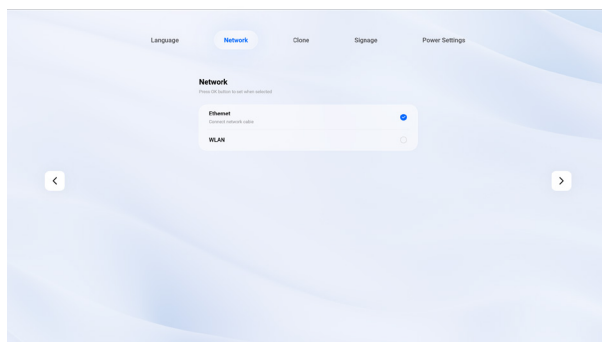 Language Network Clone Signage Power Settings
Network
Press OK button to set when selected
Ethernet
Connect network cable
WLAN